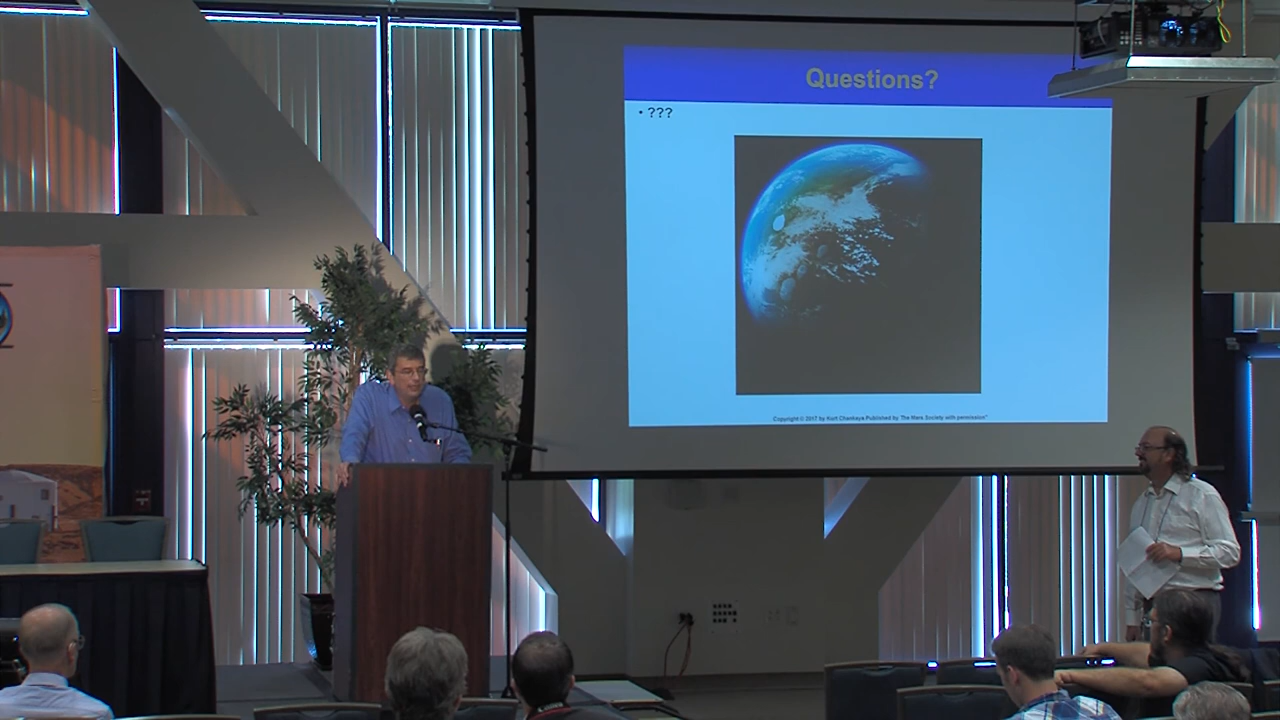 Questions?
• ???
Copyright © 2017 by Kurt Chankaya Published by The Mars Society with permission"